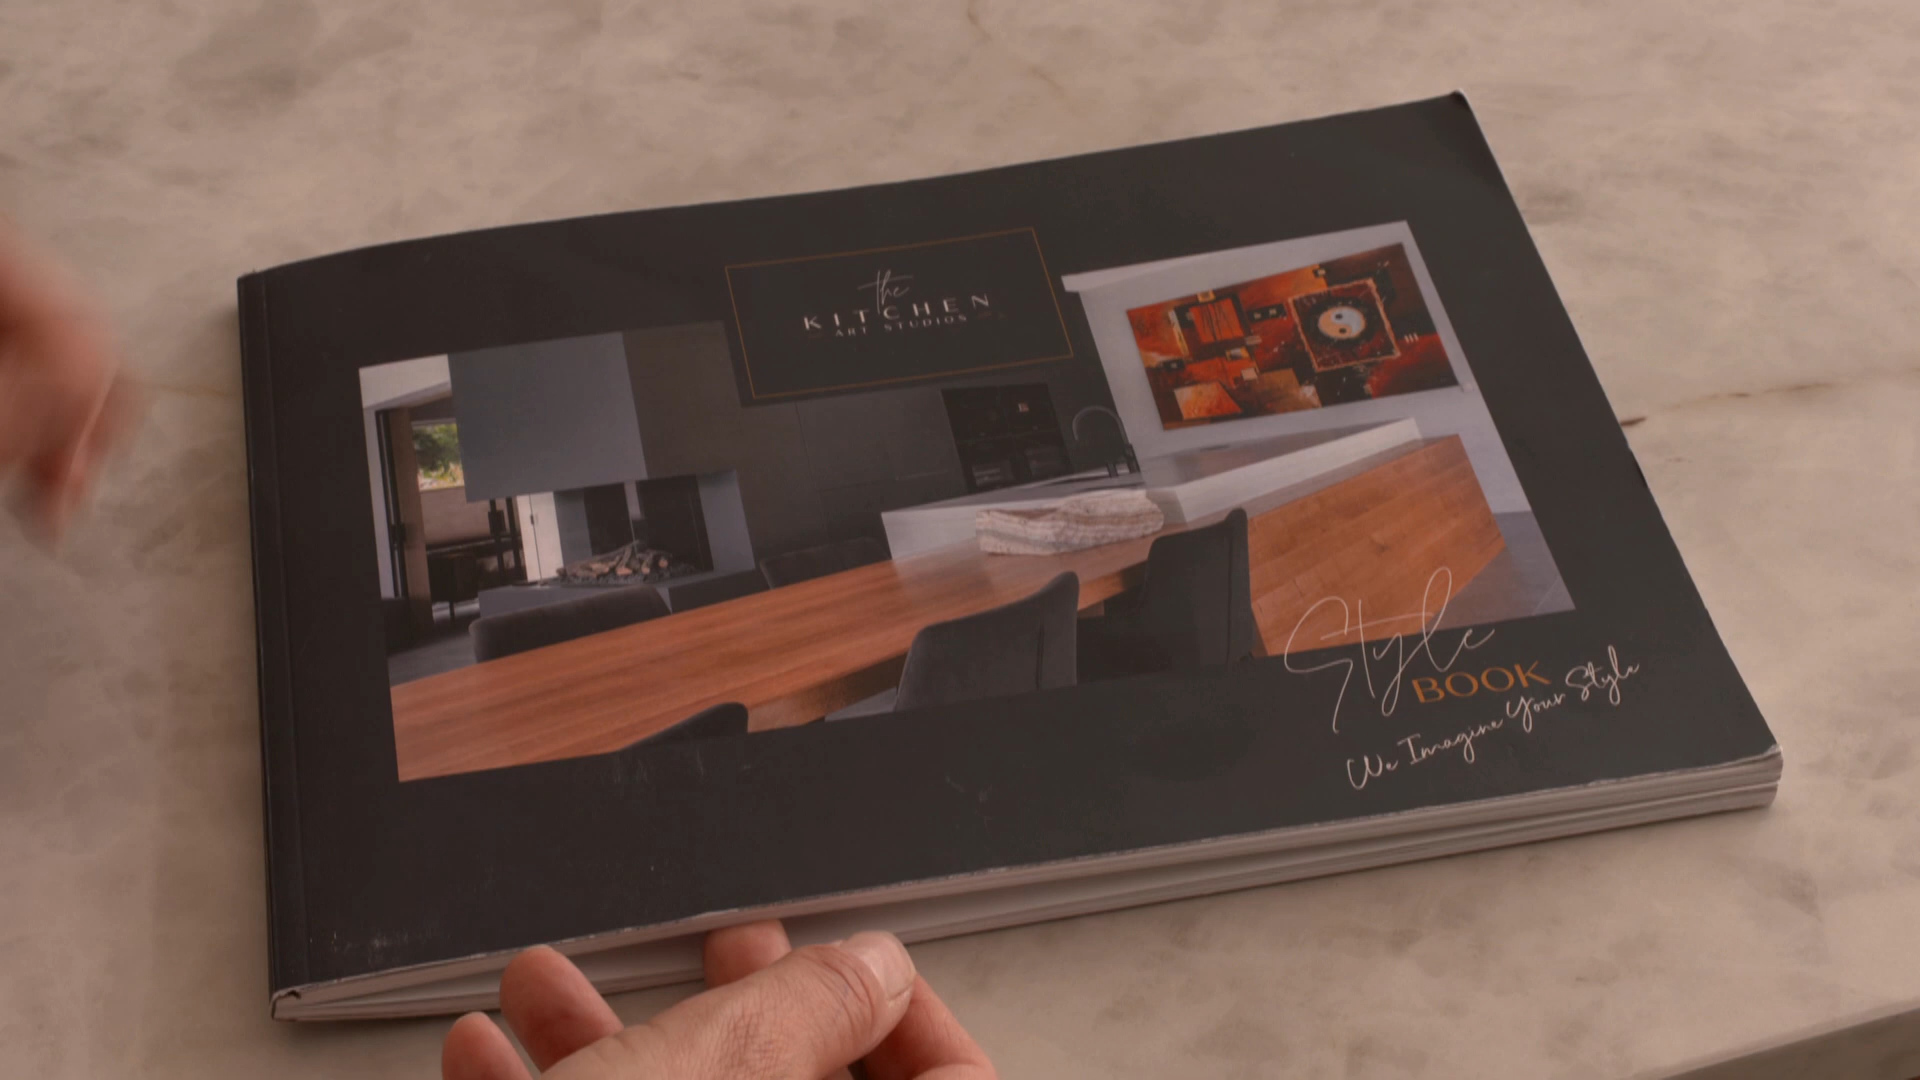 the
KITCHEN
ART STUDIOS
Style
BOOK
We Imagine Your Style